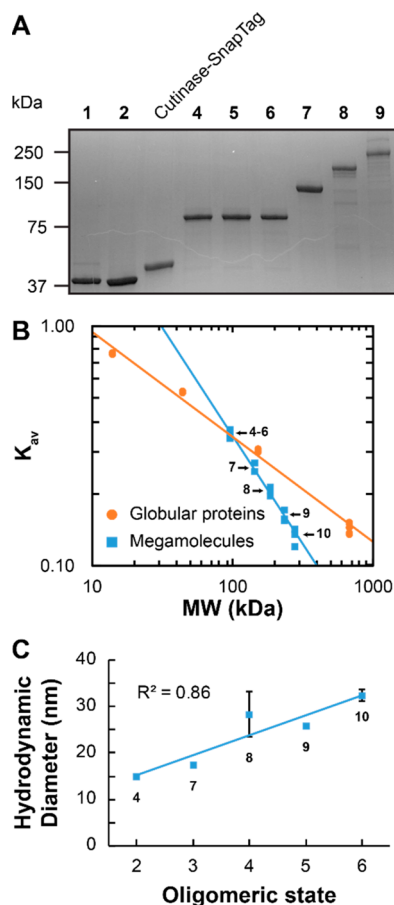 A
kDa
1 2 Cutinase-SnapTag 4 5 6 7 8 9
250
150
75
37
B
1.00
4-6
7
8
9
10
Globular proteins
Megamolecules
0.10
10 100 1000
K_av
MW (kDa)
C
40
30
20
10
0
R² = 0.86
4
7
8
9
10
2 3 4 5 6
Hydrodynamic
Diameter (nm)
Oligomeric state